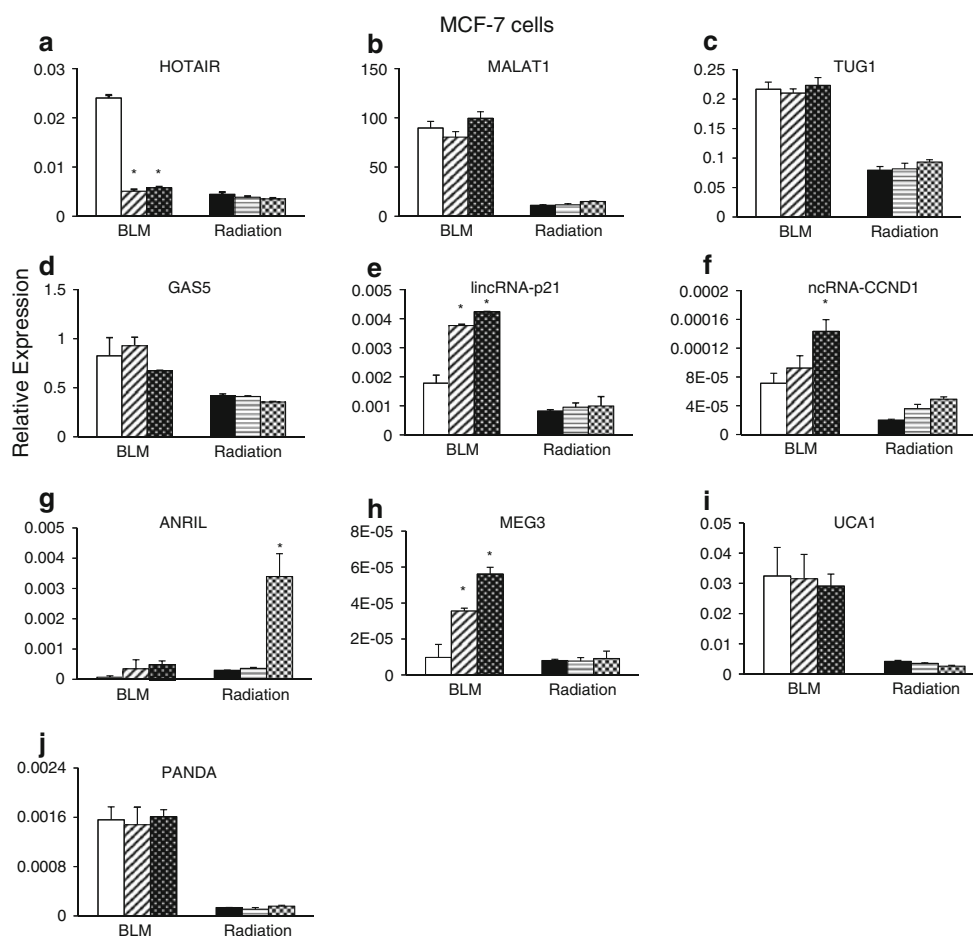 MCF-7 cells
Relative Expression
a
HOTAIR
0.03
0.02
0.01
0
* *
BLM Radiation
b
MALAT1
150
100
50
0
BLM Radiation
c
TUG1
0.25
0.2
0.15
0.1
0.05
0
BLM Radiation
d
GAS5
1.5
1
0.5
0
BLM Radiation
e
lincRNA-p21
0.005
0.004
0.003
0.002
0.001
0
* *
BLM Radiation
f
ncRNA-CCND1
0.0002
0.00016
0.00012
8E-05
4E-05
0
*
BLM Radiation
g
ANRIL
0.005
0.004
0.003
0.002
0.001
0
*
BLM Radiation
h
MEG3
8E-05
6E-05
4E-05
2E-05
0
* *
BLM Radiation
i
UCA1
0.05
0.04
0.03
0.02
0.01
0
BLM Radiation
j
PANDA
0.0024
0.0016
0.0008
0
BLM Radiation